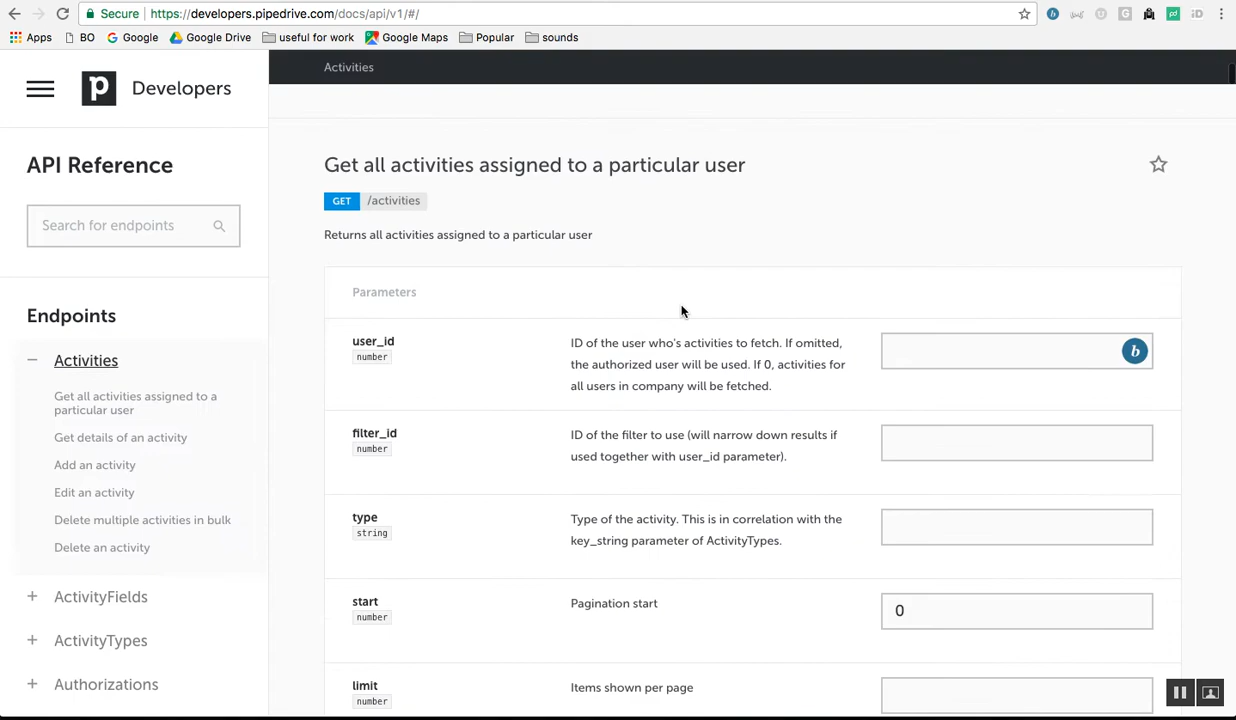 Secure https://developers.pipedrive.com/docs/api/v1/#/
Apps BO Google Google Drive useful for work Google Maps Popular sounds
p Developers
API Reference
Search for endpoints
Endpoints
Activities
Get all activities assigned to a
particular user
Get details of an activity
Add an activity
Edit an activity
Delete multiple activities in bulk
Delete an activity
ActivityFields
ActivityTypes
Authorizations
Activities
Get all activities assigned to a particular user
GET /activities
Returns all activities assigned to a particular user
Parameters
user_id
number
ID of the user who's activities to fetch. If omitted,
the authorized user will be used. If 0, activities for
all users in company will be fetched.
b
filter_id
number
ID of the filter to use (will narrow down results if
used together with user_id parameter).
type
string
Type of the activity. This is in correlation with the
key_string parameter of ActivityTypes.
start
number
Pagination start
0
limit
number
Items shown per page